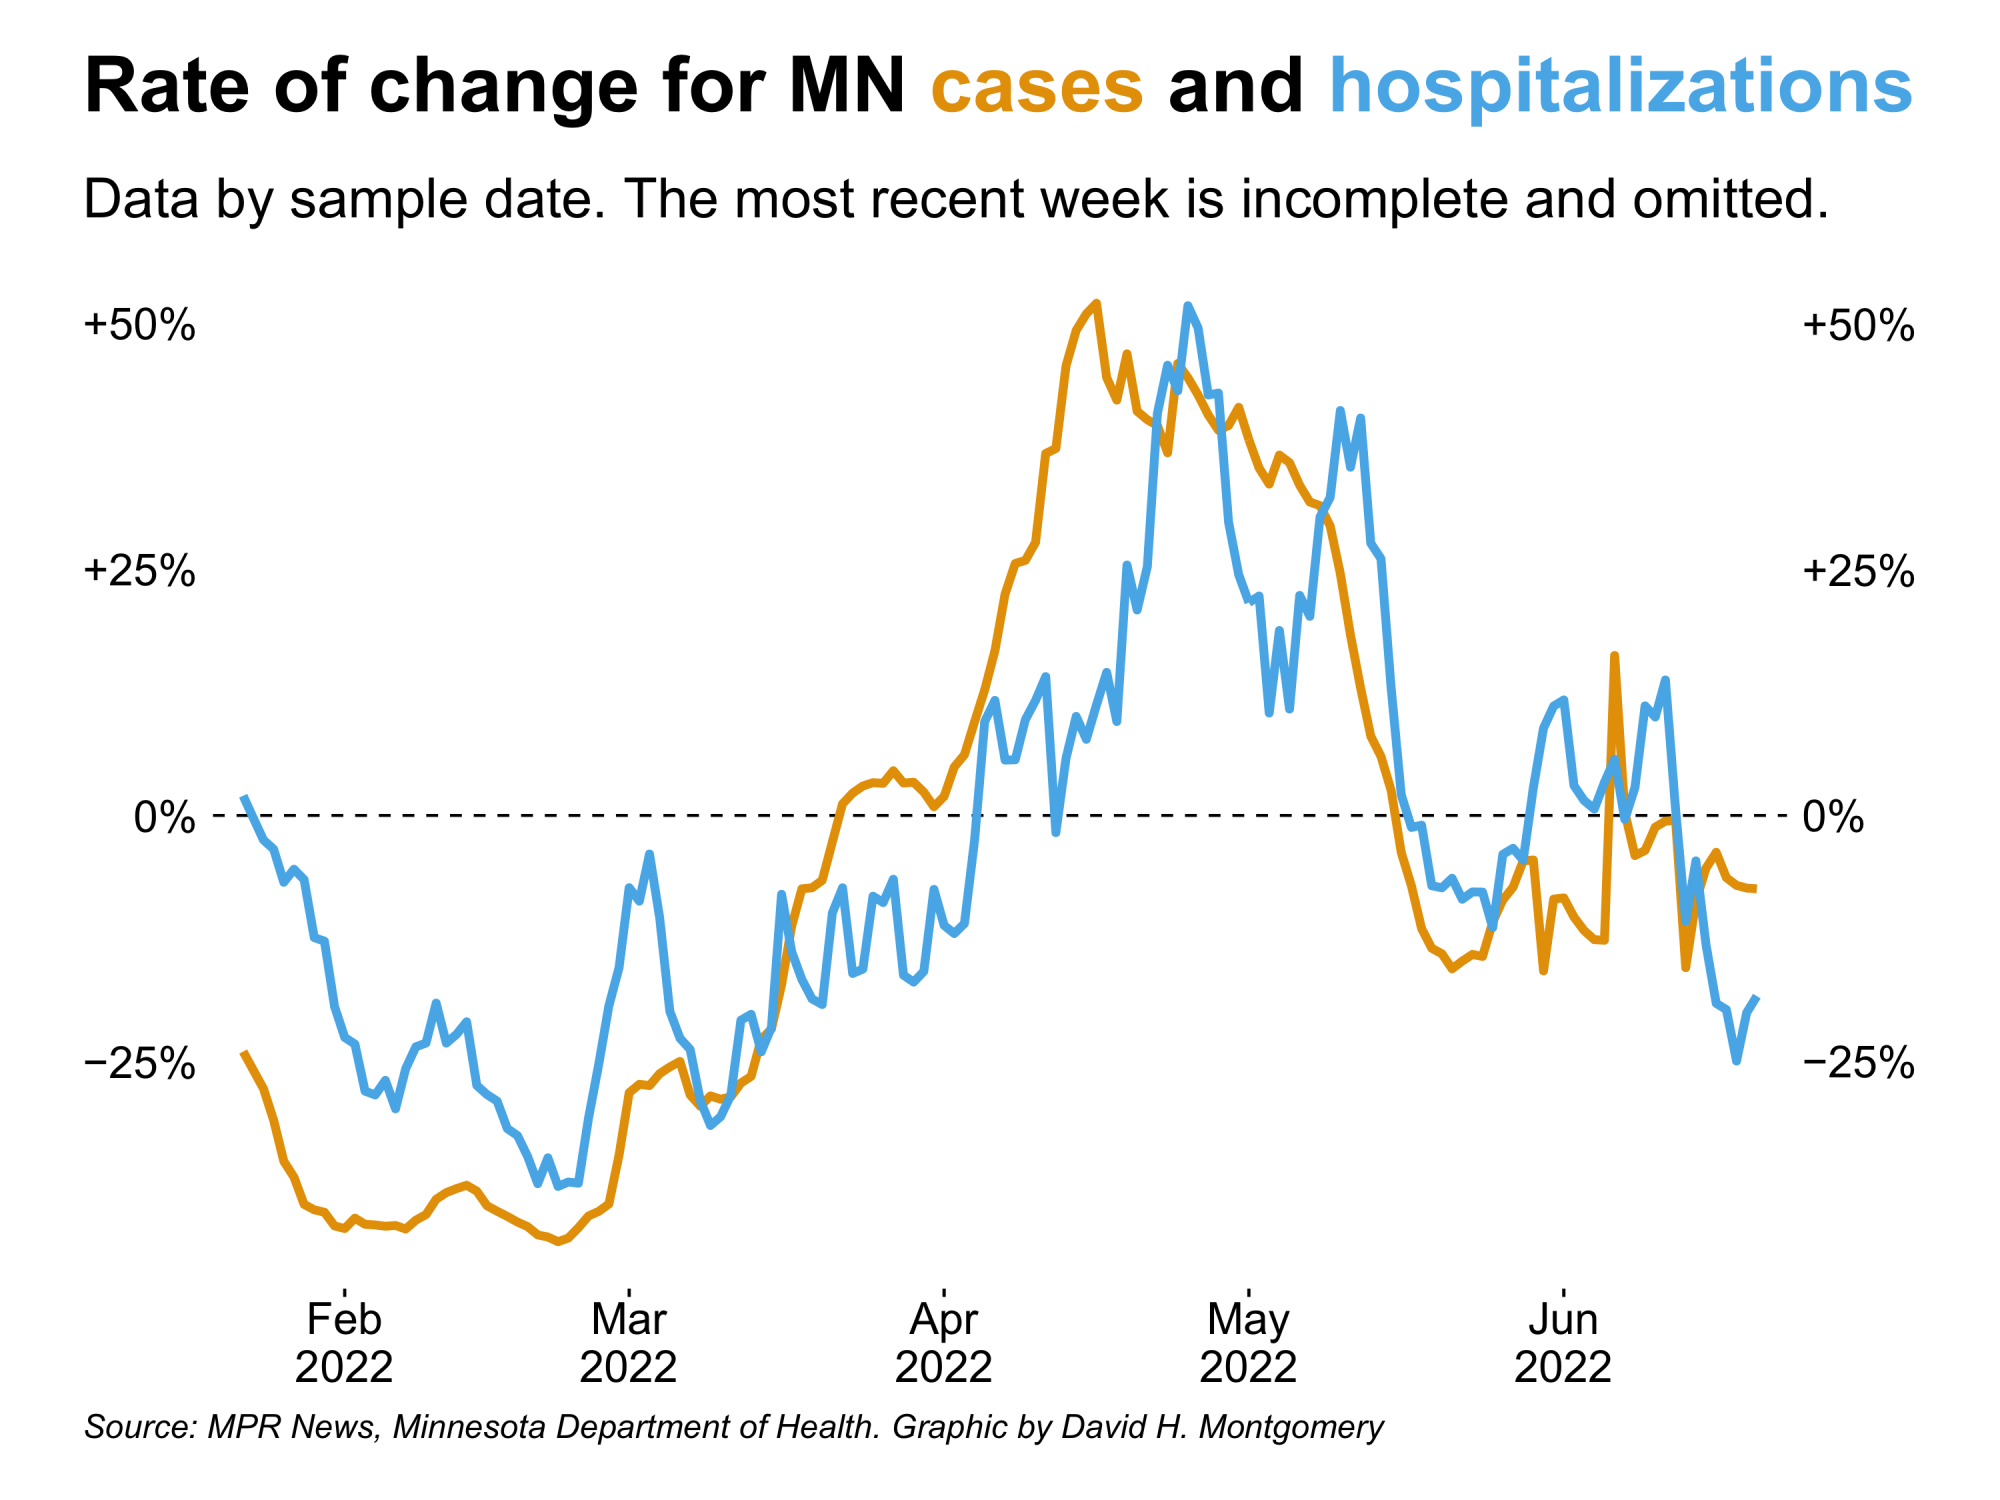 Rate of change for MN cases and hospitalizations
Data by sample date. The most recent week is incomplete and omitted.
+50% +50%
+25% +25%
0% 0%
−25% −25%
Feb Mar Apr May Jun
2022 2022 2022 2022 2022
Source: MPR News, Minnesota Department of Health. Graphic by David H. Montgomery